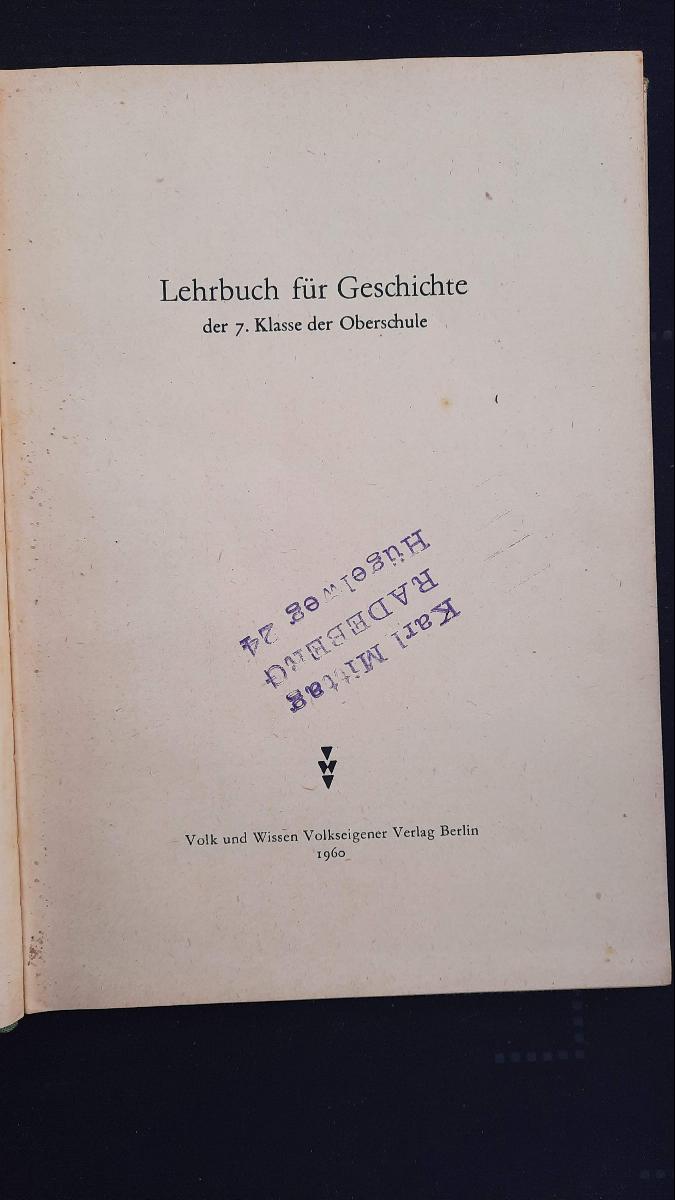 Lehrbuch für Geschichte
der 7. Klasse der Oberschule
Karl Mittag
RADEBERG
Hügelweg 24
Volk und Wissen Volkseigener Verlag Berlin
1960